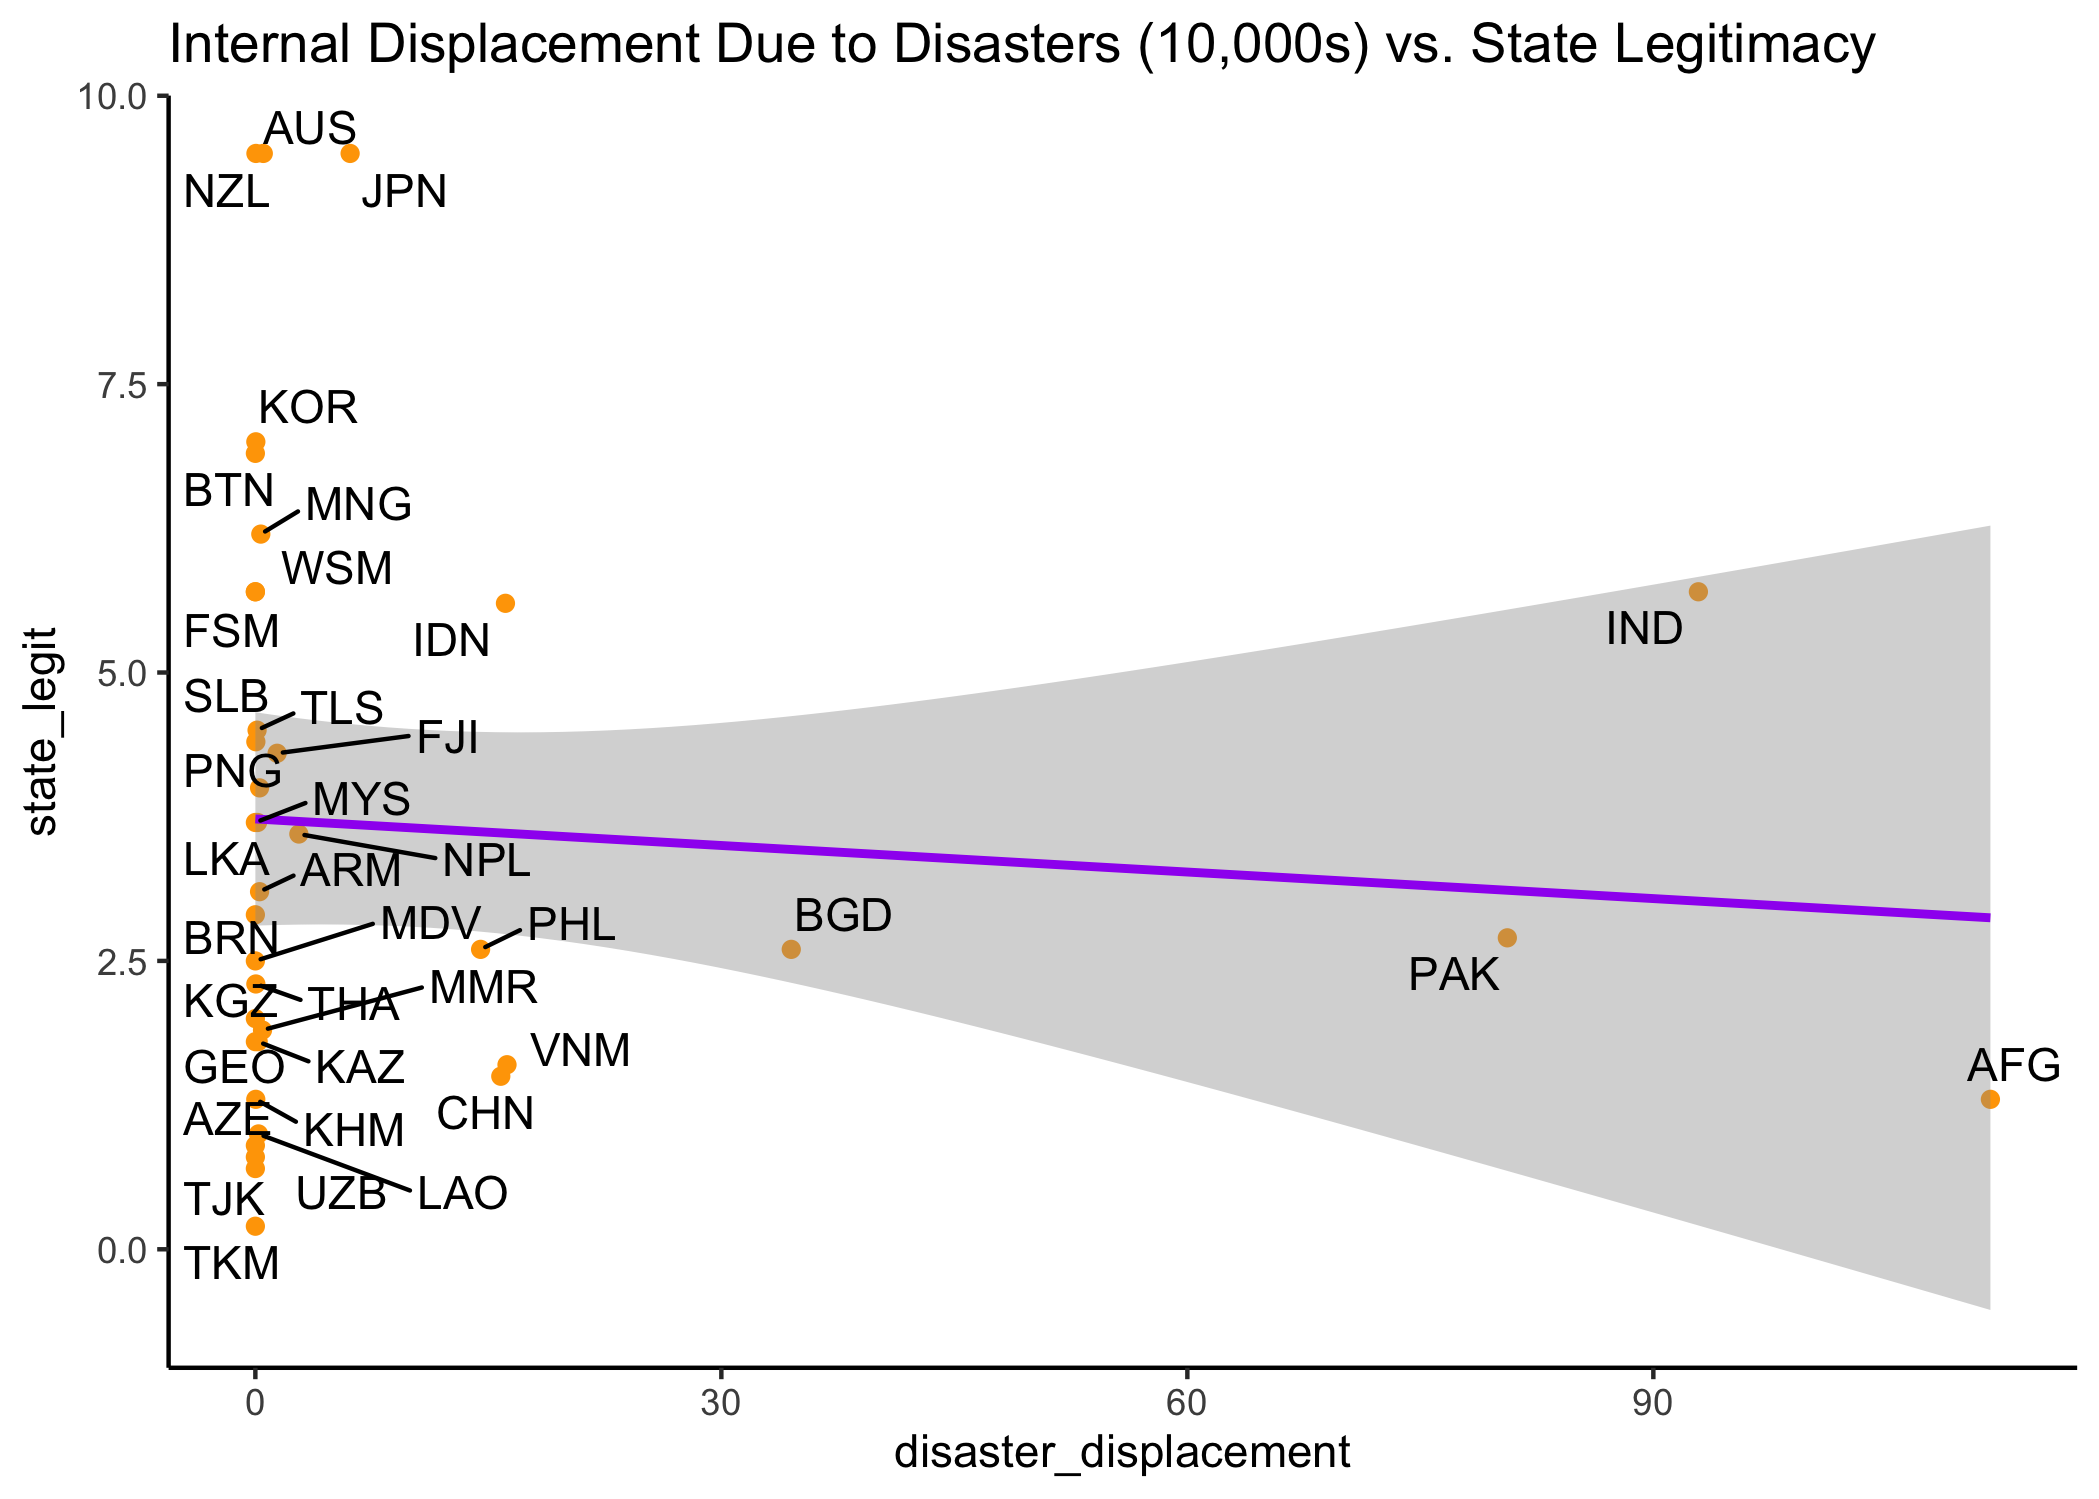 Internal Displacement Due to Disasters (10,000s) vs. State Legitimacy
10.0
AUS
NZL
JPN
7.5
KOR
BTN
MNG
WSM
FSM
IDN
IND
5.0
SLB
TLS
FJI
PNG
MYS
LKA
ARM
NPL
BRN
MDV
PHL
BGD
PAK
2.5
KGZ
THA
MMR
GEO
KAZ
VNM
AFG
AZE
KHM
CHN
TJK
UZB
LAO
0.0
TKM
state_legit
0
30
60
90
disaster_displacement